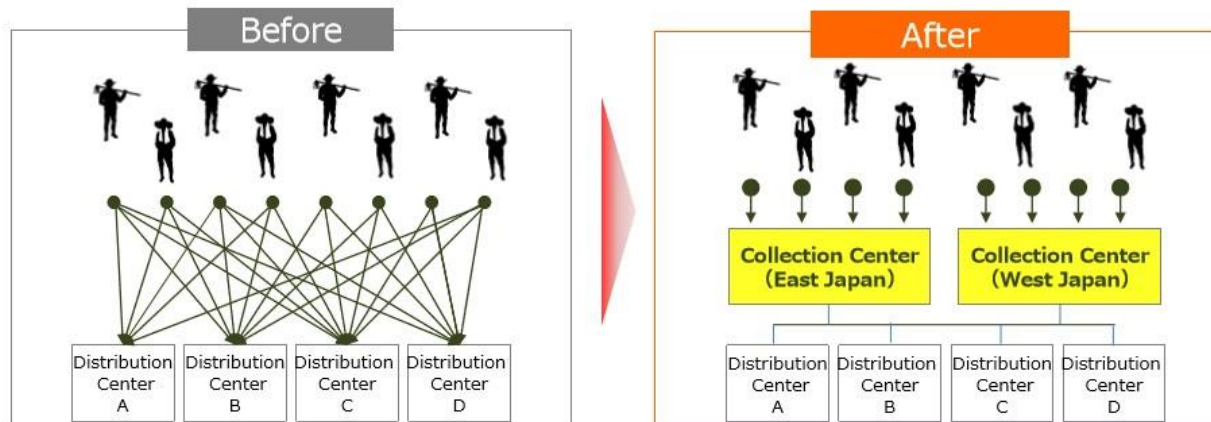 Before
Distribution
Center
A
Distribution
Center
B
Distribution
Center
C
Distribution
Center
D
After
Collection Center
(East Japan)
Collection Center
(West Japan)
Distribution
Center
A
Distribution
Center
B
Distribution
Center
C
Distribution
Center
D